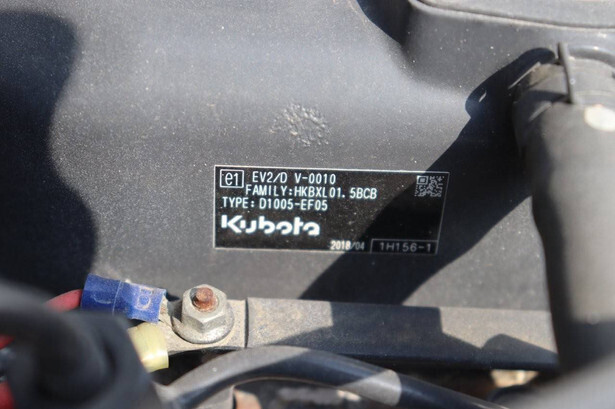 e1 EV2/D V-0010
FAMILY:HKBXL01.5BCB
TYPE: D1005-EF05
Kubota
2018/04 1H156-1